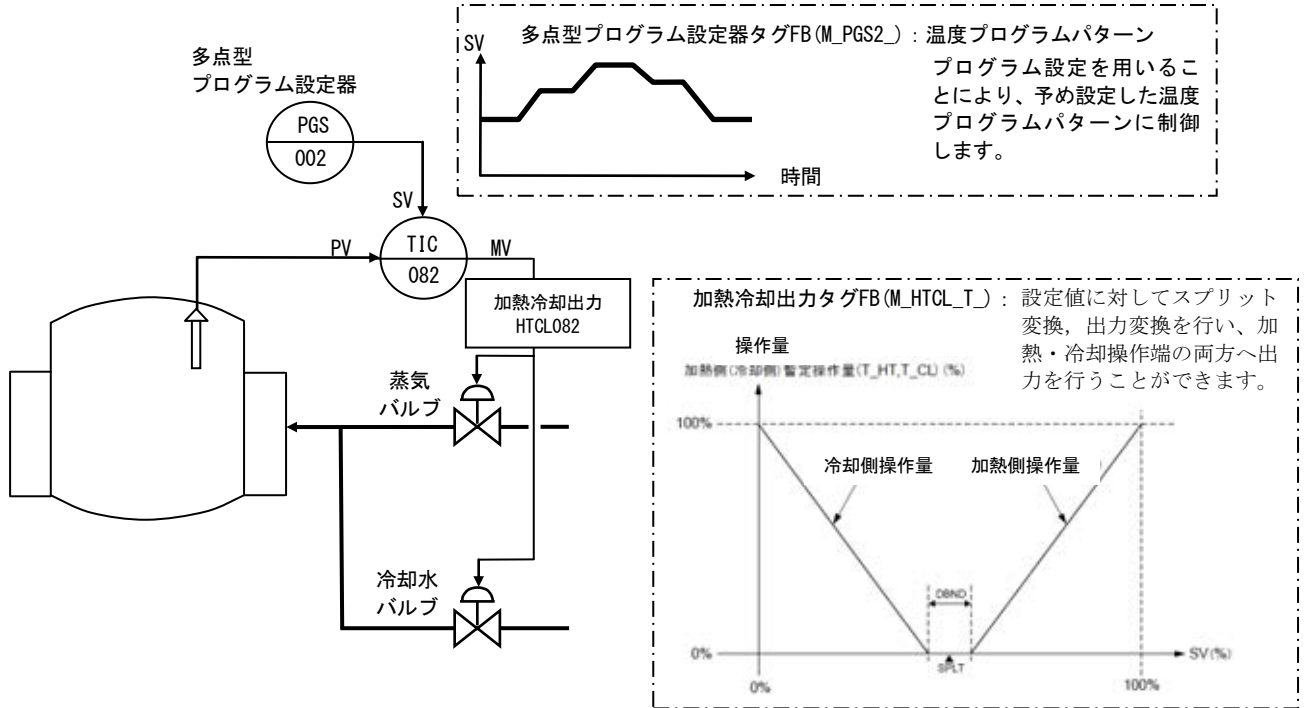 多点型プログラム設定器タグFB(M_PGS2_) : 温度プログラムパターン
SV
プログラム設定を用いるこ
とにより、予め設定した温度
プログラムパターンに制御
します。
時間
多点型
プログラム設定器
PGS
002
SV
PV
TIC
082
MV
加熱冷却出力
HTCL082
蒸気
バルブ
冷却水
バルブ
加熱冷却出力タグFB(M_HTCL_T_) : 設定値に対してスプリット
変換，出力変換を行い、加
熱・冷却操作端の両方へ出
力を行うことができます。
操作量
加熱側(冷却側)暫定操作量(T_HT,T_CL)(%)
100%
冷却側操作量
加熱側操作量
DBND
0%
SPLT
SV(%)
0%
100%